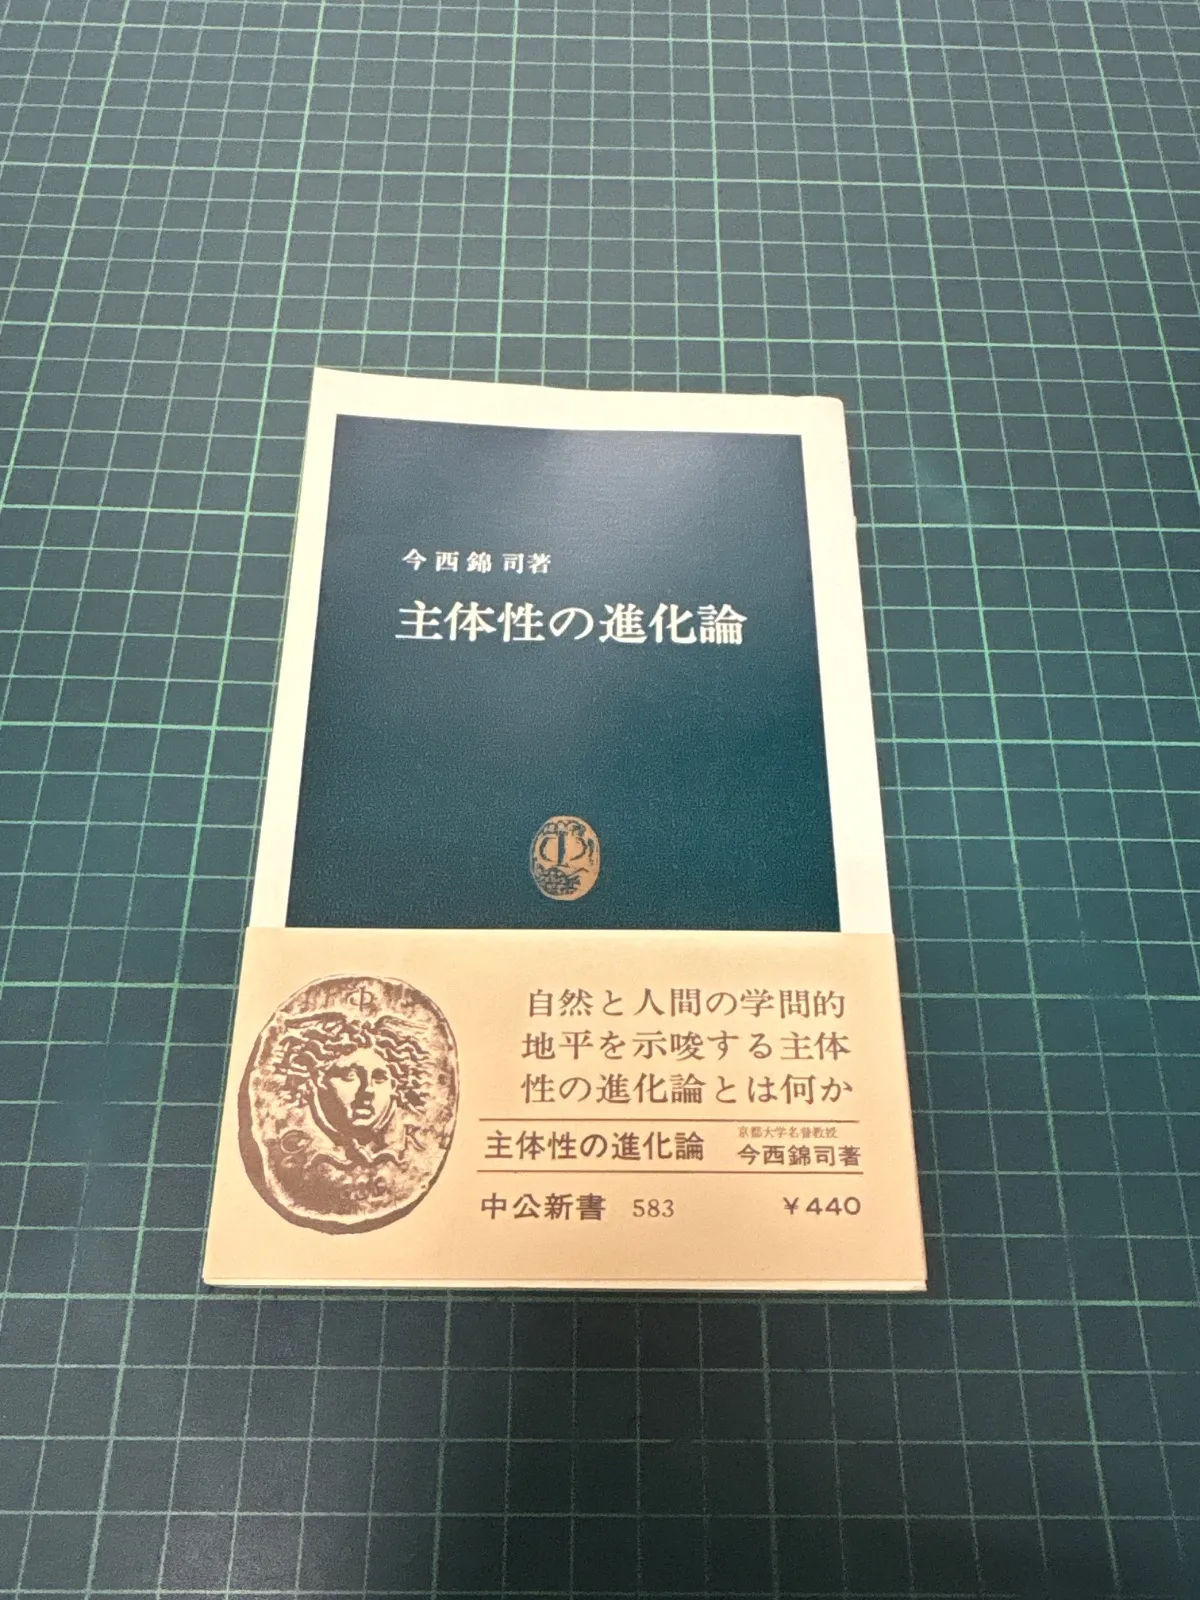 今西錦司著
主体性の進化論
自然と人間の学問的
地平を示唆する主体
性の進化論とは何か
主体性の進化論
京都大学名誉教授
今西錦司著
中公新書 583 ¥440